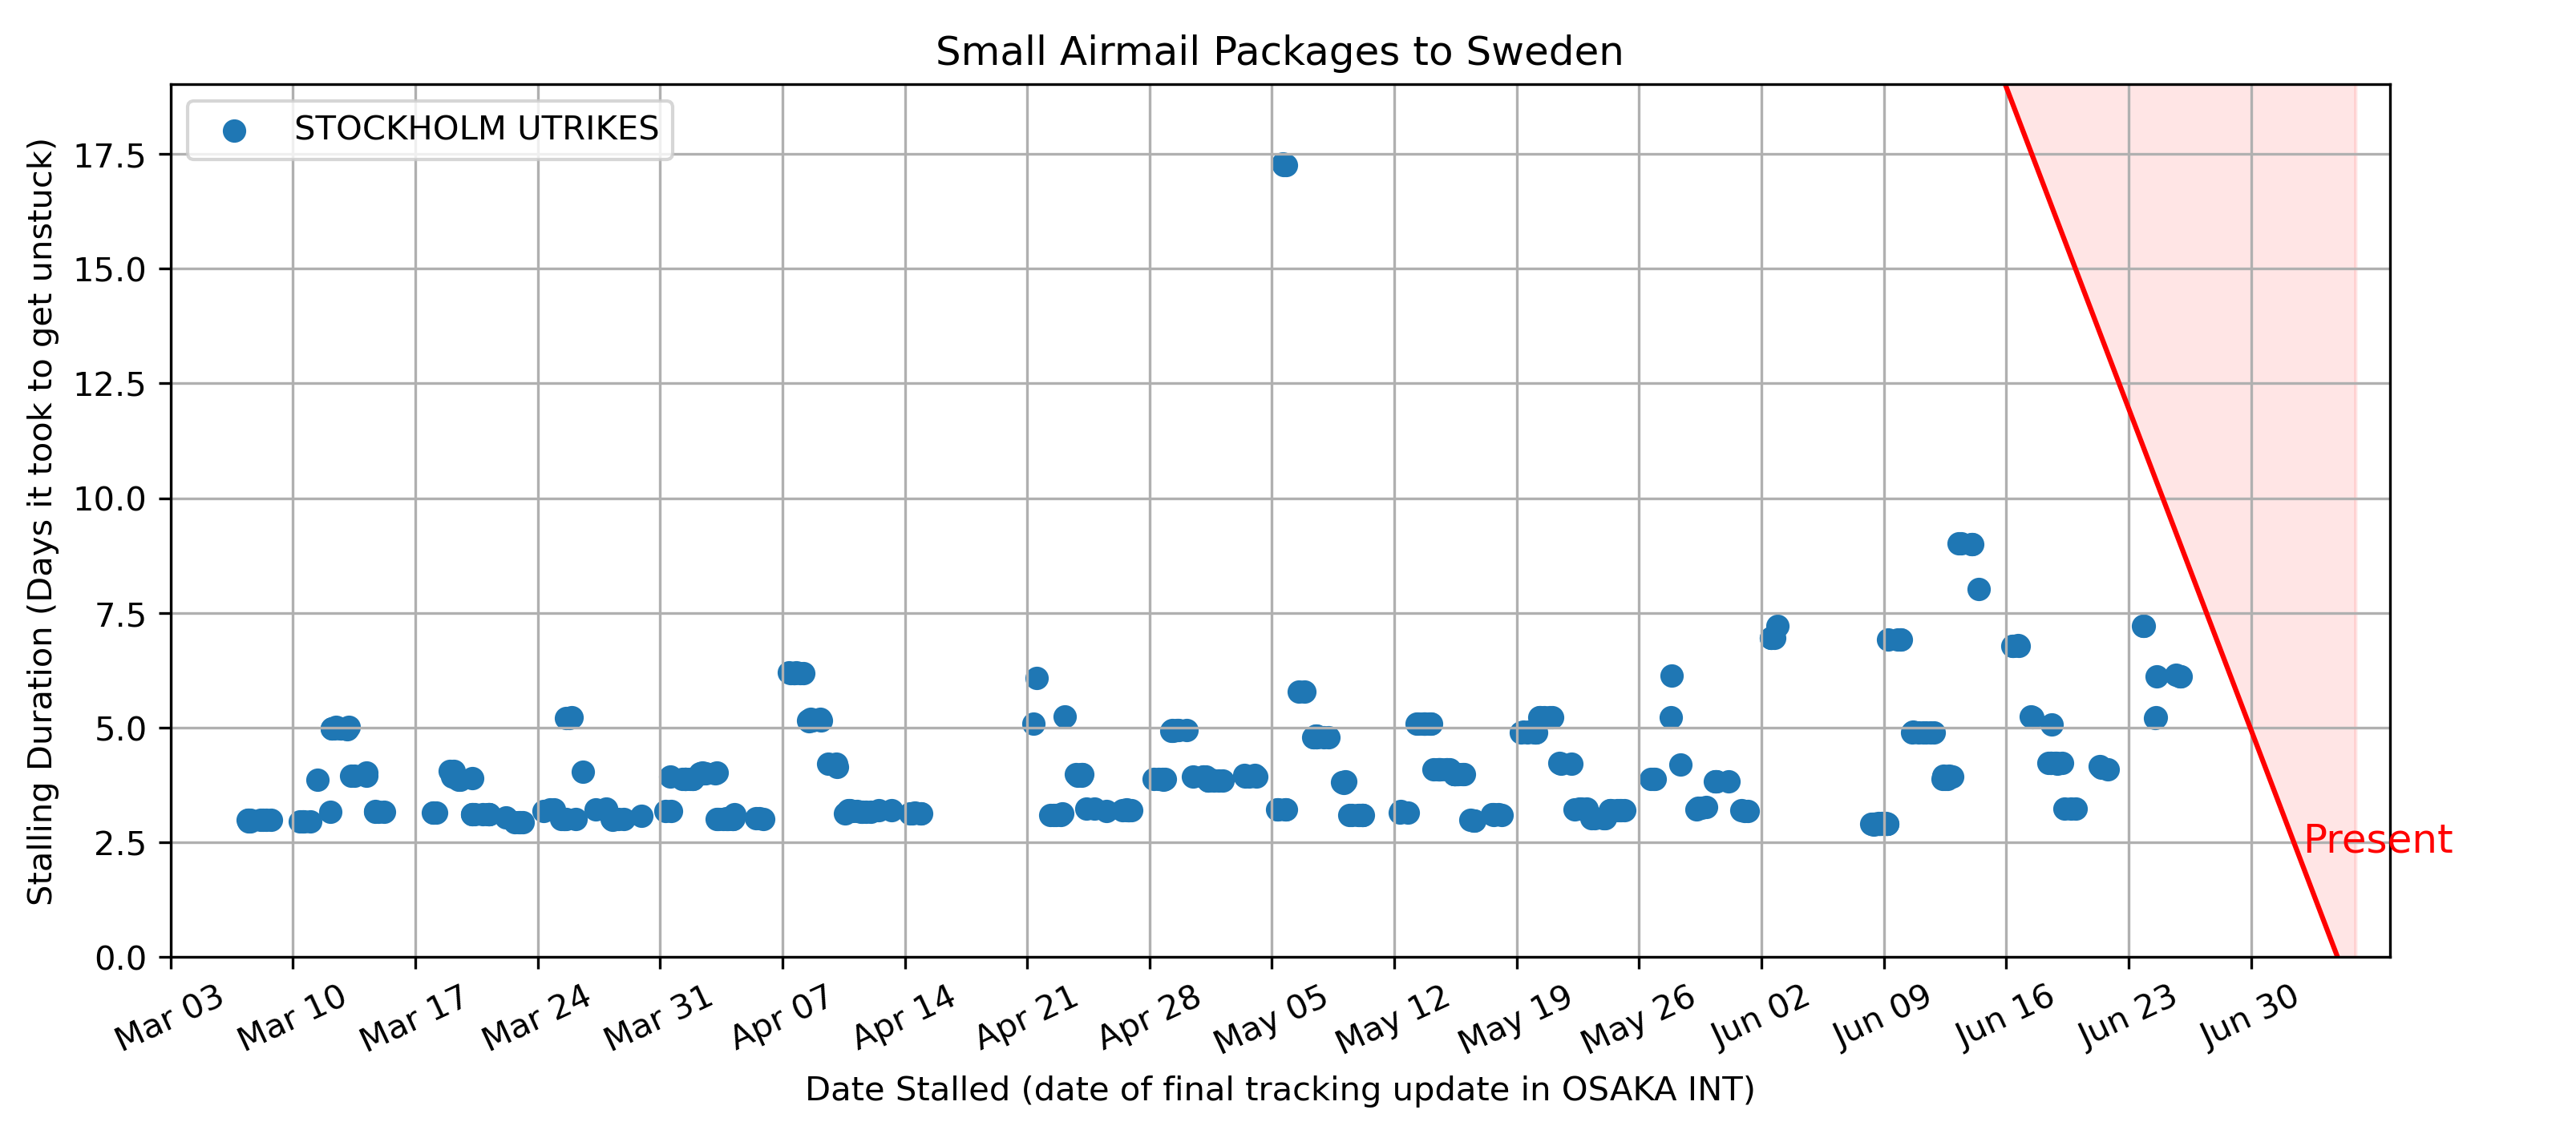 Small Airmail Packages to Sweden
STOCKHOLM UTRIKES
Stalling Duration (Days it took to get unstuck)
17.5
15.0
12.5
10.0
7.5
5.0
2.5
0.0
Present
Mar 03
Mar 10
Mar 17
Mar 24
Mar 31
Apr 07
Apr 14
Apr 21
Apr 28
May 05
May 12
May 19
May 26
Jun 02
Jun 09
Jun 16
Jun 23
Jun 30
Date Stalled (date of final tracking update in OSAKA INT)